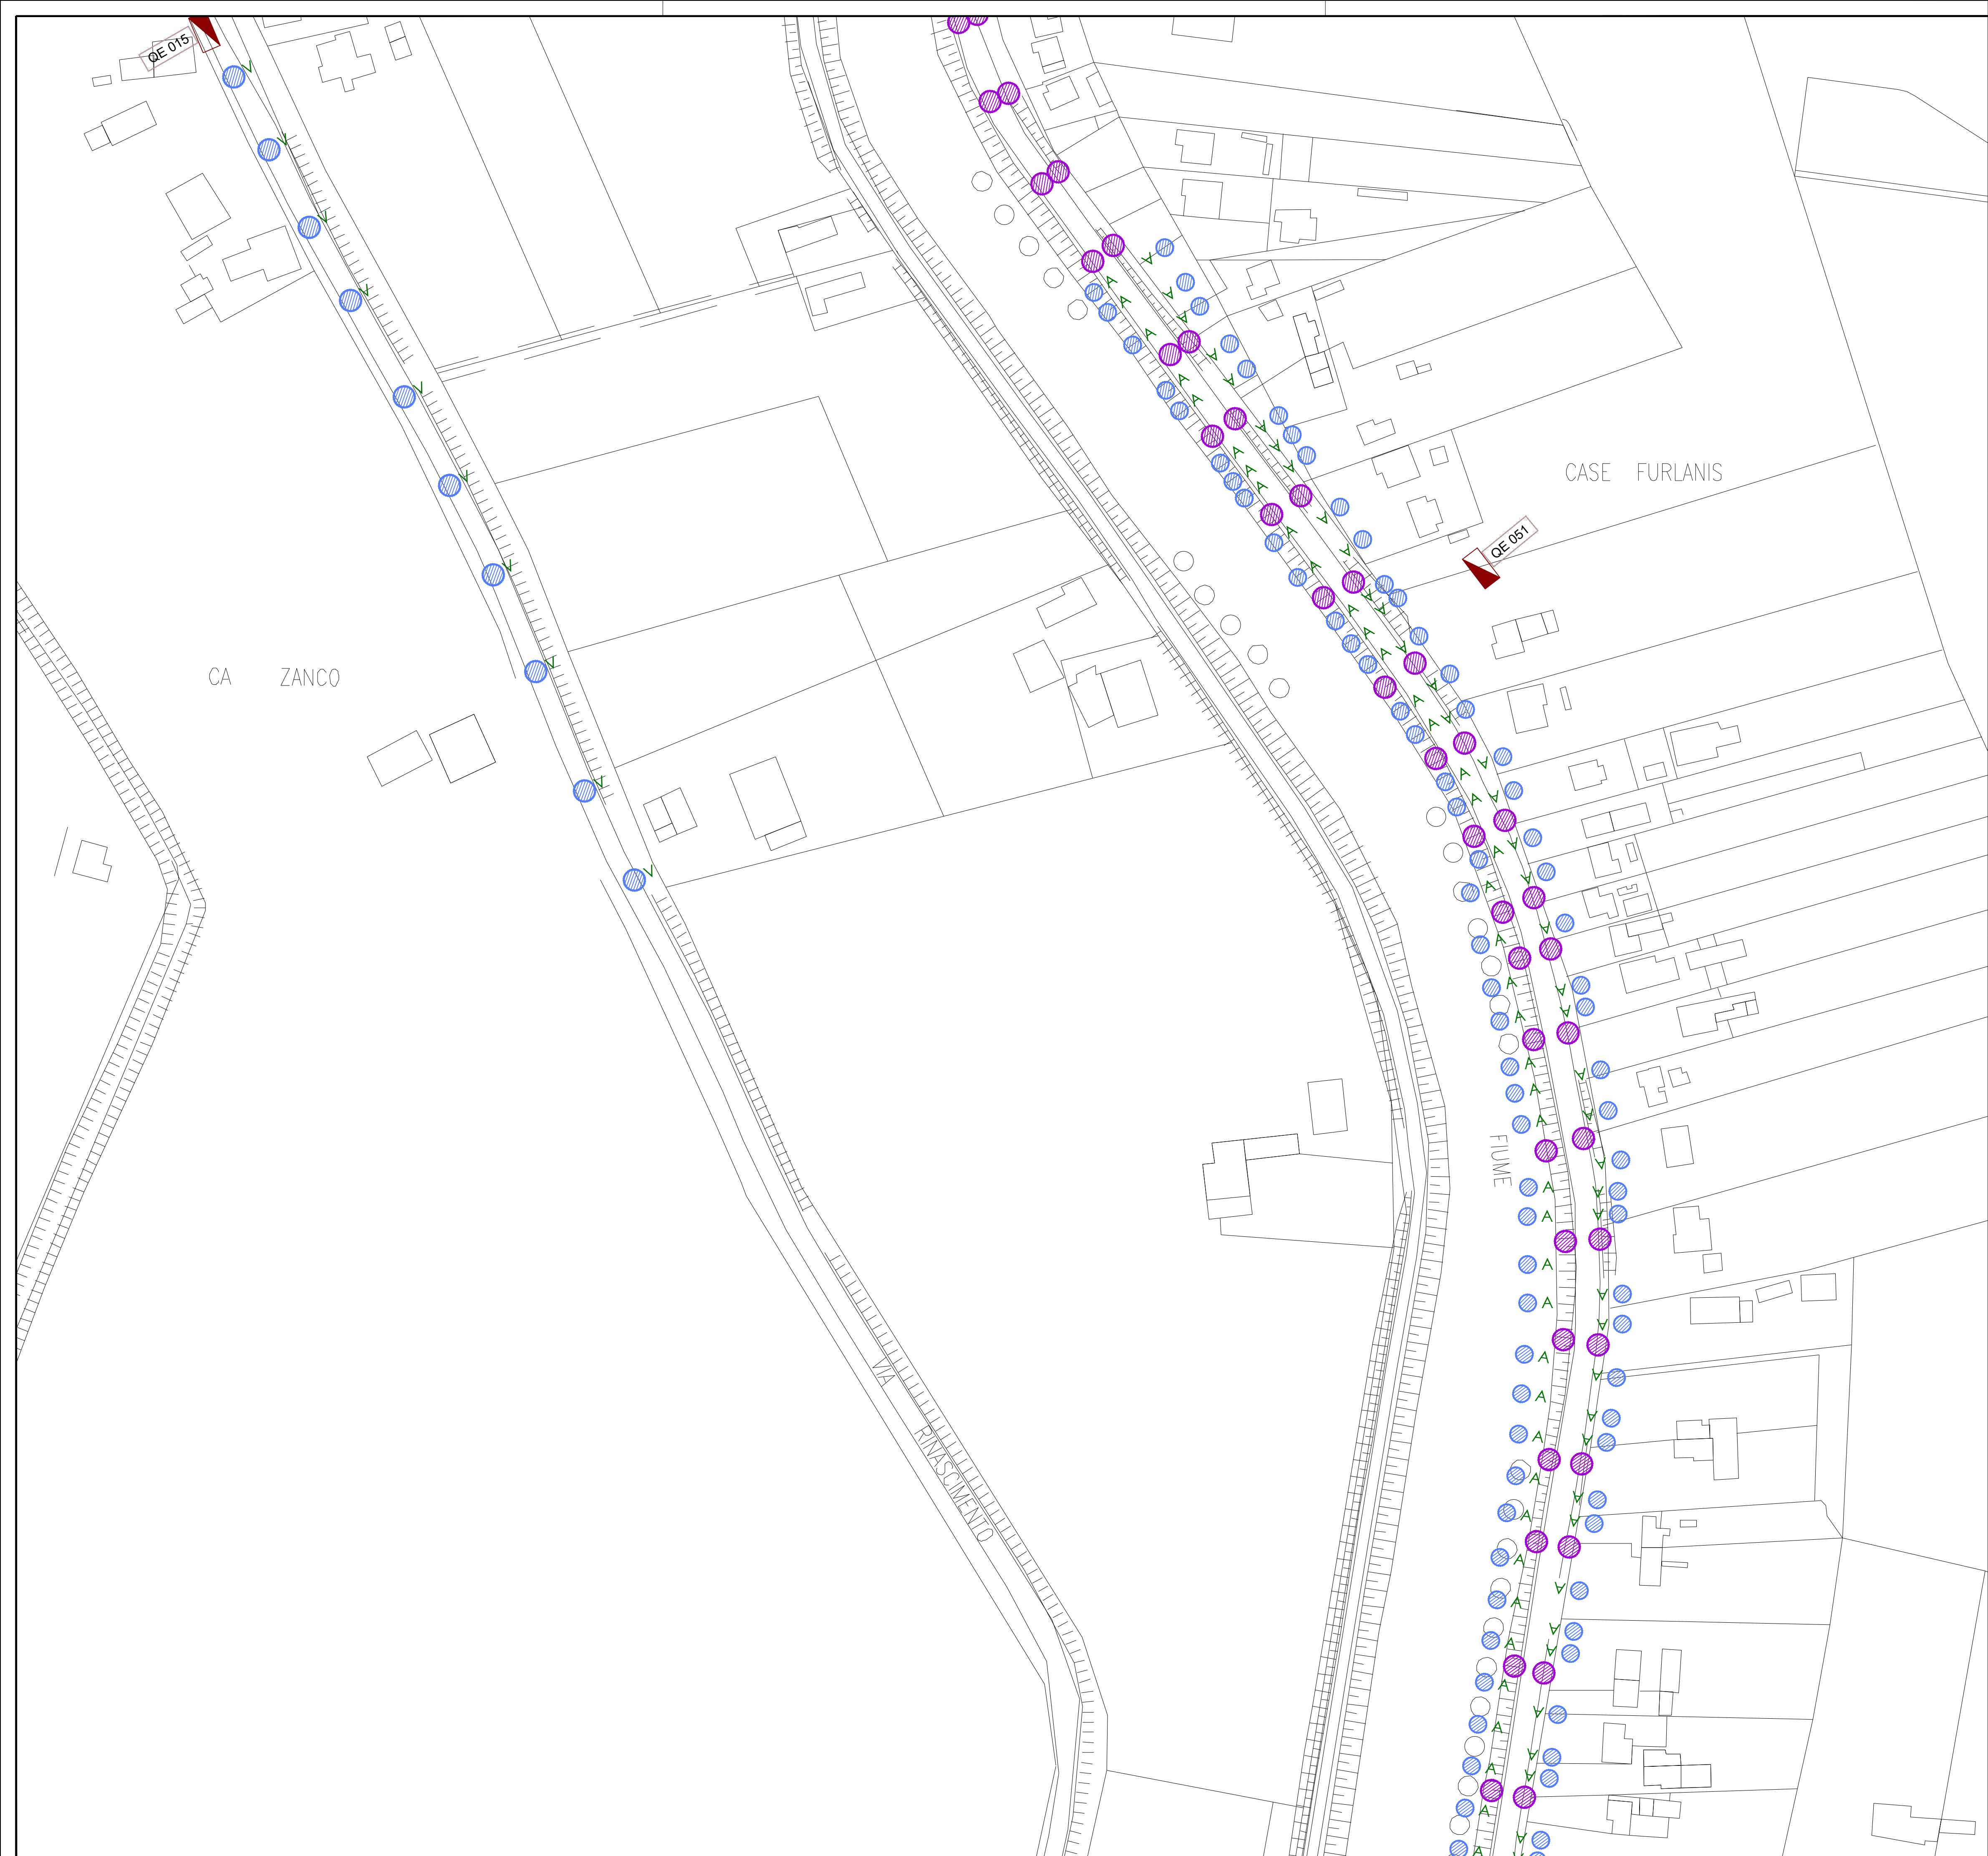 QE 015
CASE FURLANIS
QE 051
CA ZANCO
FIUME
VIA RINASCIMENTO